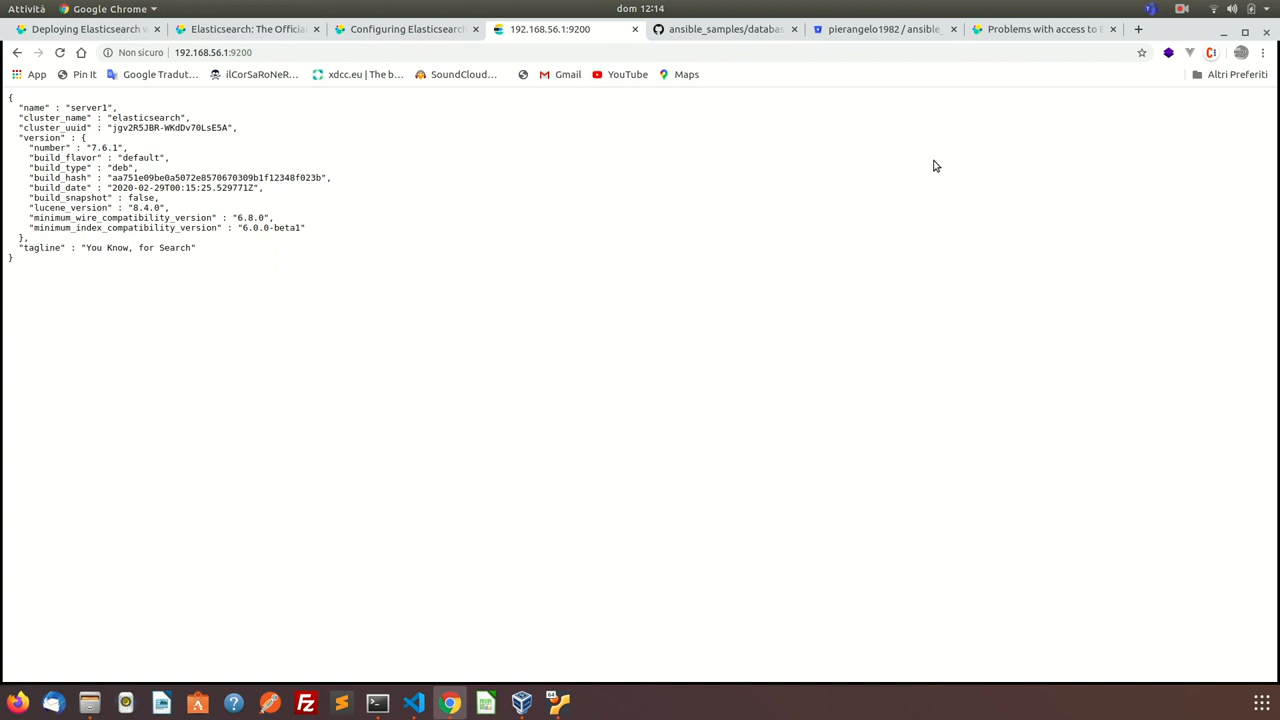 Attività
Google Chrome
dom 12:14
Deploying Elasticsearch w
Elasticsearch: The Officia
Configuring Elasticsearch
192.168.56.1:9200
ansible_samples/databas
pierangelo1982 / ansible_
Problems with access to E
Non sicuro
192.168.56.1:9200
App
Pin It
Google Tradut...
ilCorSaRoNeR...
xdcc.eu | The b...
SoundCloud...
Gmail
YouTube
Maps
Altri Preferiti
{
"name" : "server1",
"cluster_name" : "elasticsearch",
"cluster_uuid" : "jgv2R5JBR-WKdDv70LsE5A",
"version" : {
"number" : "7.6.1",
"build_flavor" : "default",
"build_type" : "deb",
"build_hash" : "aa751e09be0a5072e8570670309b1f12348f023b",
"build_date" : "2020-02-29T00:15:25.529771Z",
"build_snapshot" : false,
"lucene_version" : "8.4.0",
"minimum_wire_compatibility_version" : "6.8.0",
"minimum_index_compatibility_version" : "6.0.0-beta1"
},
"tagline" : "You Know, for Search"
}